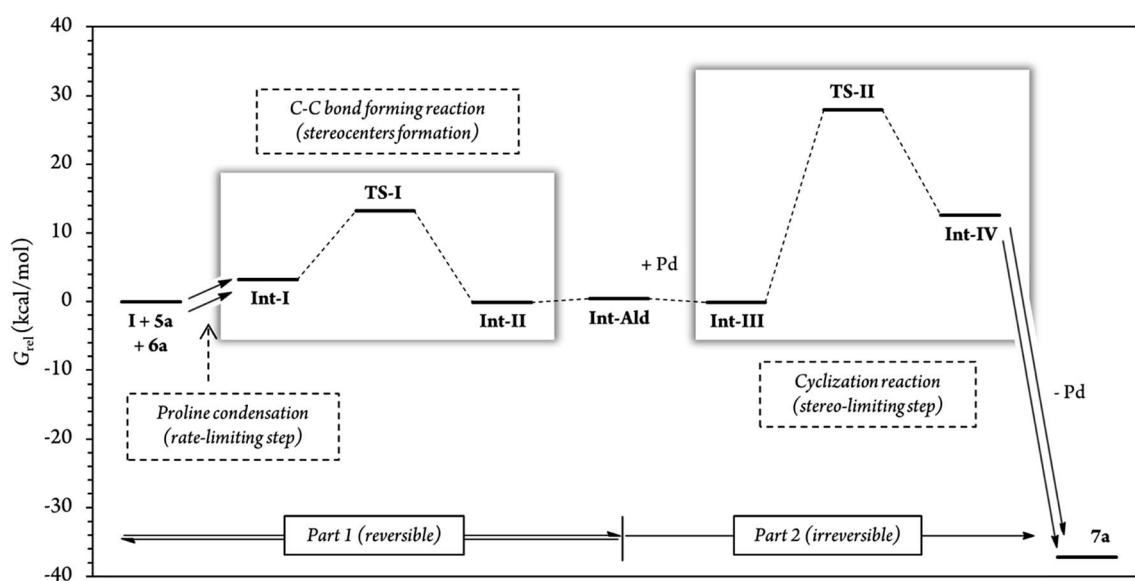 40
30
20
10
0
-10
-20
-30
-40
G_rel (kcal/mol)
C-C bond forming reaction
(stereocenters formation)
TS-I
TS-II
Int-I
Int-II
Int-Ald
+ Pd
Int-III
Int-IV
I + 5a
+ 6a
Proline condensation
(rate-limiting step)
Cyclization reaction
(stereo-limiting step)
- Pd
Part 1 (reversible)
Part 2 (irreversible)
7a